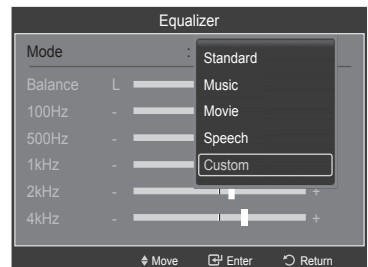 Equalizer
Mode :
Standard
Music
Movie
Speech
Custom
Balance L
100Hz -
500Hz -
1kHz -
2kHz - +
4kHz - +
Move Enter Return